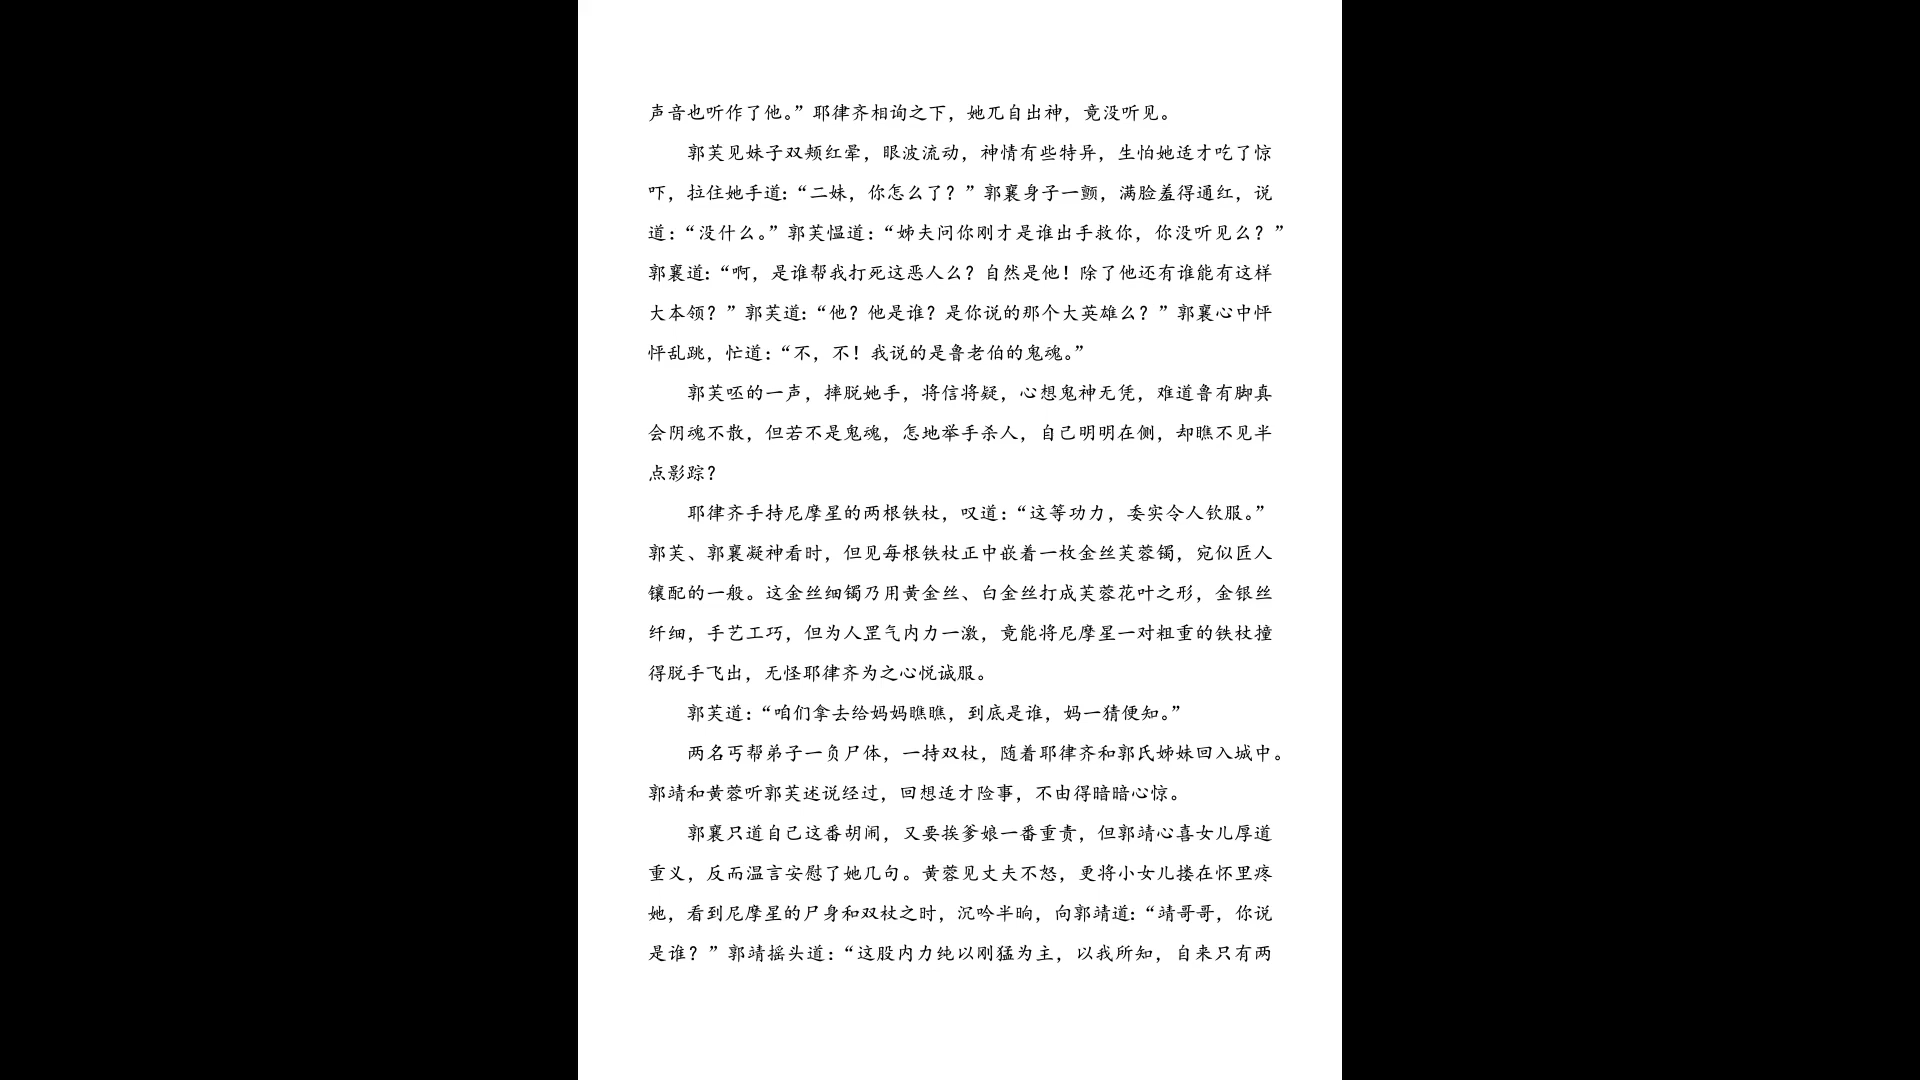 声音也听作了他。”耶律齐相询之下，她兀自出神，竟没听见。
郭芙见妹子双颊红晕，眼波流动，神情有些特异，生怕她适才吃了惊
吓，拉住她手道：“二妹，你怎么了？”郭襄身子一颤，满脸羞得通红，说
道：“没什么。”郭芙愠道：“姊夫问你刚才是谁出手救你，你没听见么？”
郭襄道：“啊，是谁帮我打死这恶人么？自然是他！除了他还有谁能有这样
大本领？”郭芙道：“他？他是谁？是你说的那个大英雄么？”郭襄心中怦
怦乱跳，忙道：“不，不！我说的是鲁老伯的鬼魂。”
郭芙呸的一声，摔脱她手，将信将疑，心想鬼神无凭，难道鲁有脚真
会阴魂不散，但若不是鬼魂，怎地举手杀人，自己明明在侧，却瞧不见半
点影踪？
耶律齐手持尼摩星的两根铁杖，叹道：“这等功力，委实令人钦服。”
郭芙、郭襄凝神看时，但见每根铁杖正中嵌着一枚金丝芙蓉镯，宛似匠人
镶配的一般。这金丝细镯乃用黄金丝、白金丝打成芙蓉花叶之形，金银丝
纤细，手艺工巧，但为人罡气内力一激，竟能将尼摩星一对粗重的铁杖撞
得脱手飞出，无怪耶律齐为之心悦诚服。
郭芙道：“咱们拿去给妈妈瞧瞧，到底是谁，妈一猜便知。”
两名丐帮弟子一负尸体，一持双杖，随着耶律齐和郭氏姊妹回入城中。
郭靖和黄蓉听郭芙述说经过，回想适才险事，不由得暗暗心惊。
郭襄只道自己这番胡闹，又要挨爹娘一番重责，但郭靖心喜女儿厚道
重义，反而温言安慰了她几句。黄蓉见丈夫不怒，更将小女儿搂在怀里疼
她，看到尼摩星的尸身和双杖之时，沉吟半晌，向郭靖道：“靖哥哥，你说
是谁？”郭靖摇头道：“这股内力纯以刚猛为主，以我所知，自来只有两